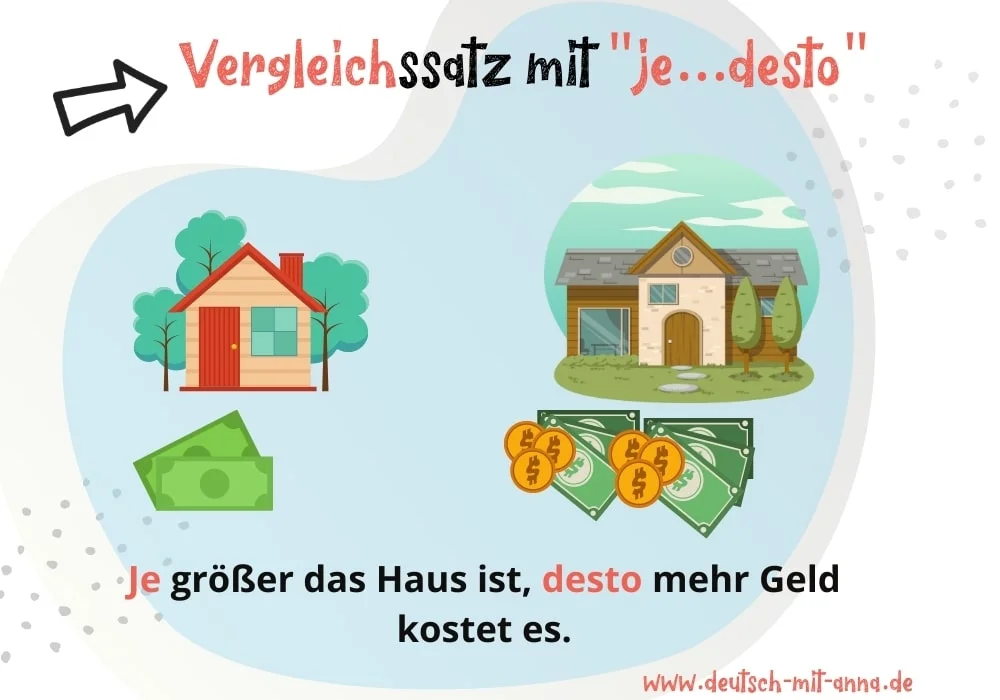 Vergleichssatz mit "je...desto"
Je größer das Haus ist, desto mehr Geld
kostet es.
www.deutsch-mit-anna.de